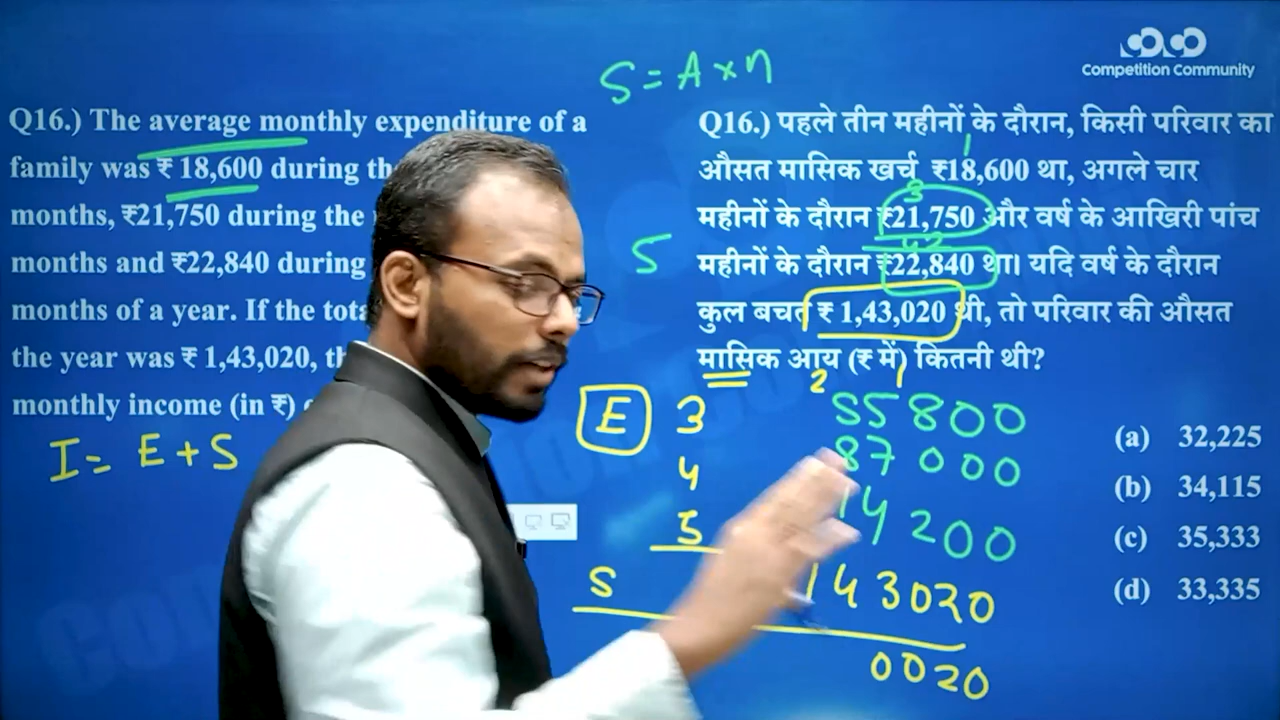 Competition Community
S = A × n
Q16.) The average monthly expenditure of a
family was ₹ 18,600 during
months, ₹21,750 during the
months and ₹22,840 during
months of a year. If the
the year was ₹ 1,43,020,
monthly income (in ₹)
I = E + S
Q16.) पहले तीन महीनों के दौरान, किसी परिवार का
औसत मासिक खर्च ₹18,600 था, अगले चार
महीनों के दौरान ₹21,750 और वर्ष के आखिरी पांच
महीनों के दौरान ₹22,840 था। यदि वर्ष के दौरान
कुल बचत ₹ 1,43,020 थी, तो परिवार की औसत
मासिक आय (₹ में) कितनी थी?
5
E 3 55800
4 87000
5 14200
S 143020
0020
(a) 32,225
(b) 34,115
(c) 35,333
(d) 33,335